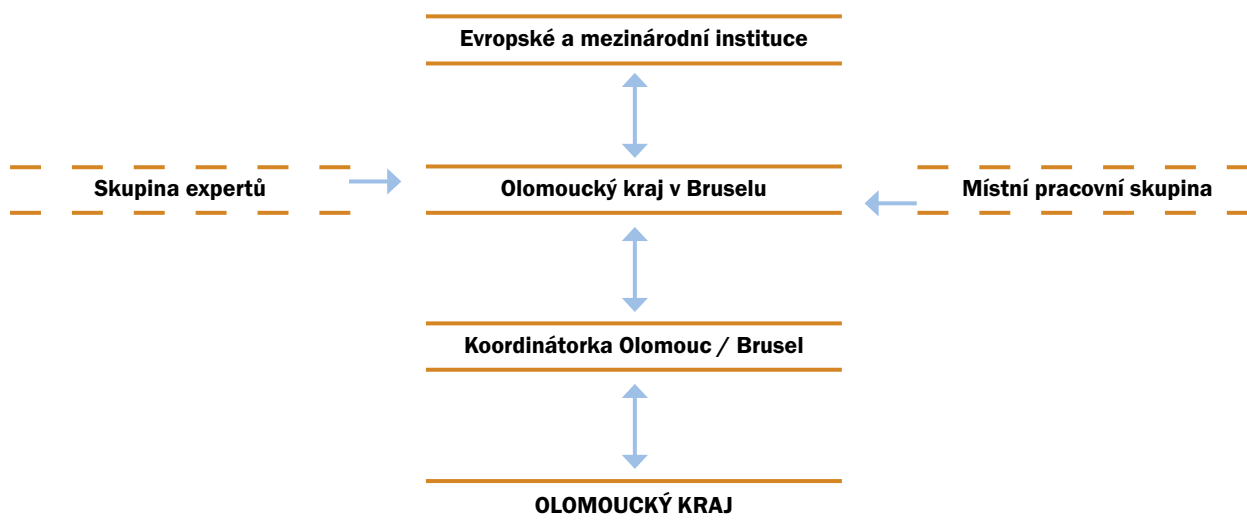 Evropské a mezinárodní instituce
Skupina expertů
Olomoucký kraj v Bruselu
Místní pracovní skupina
Koordinátorka Olomouc / Brusel
OLOMOUCKÝ KRAJ